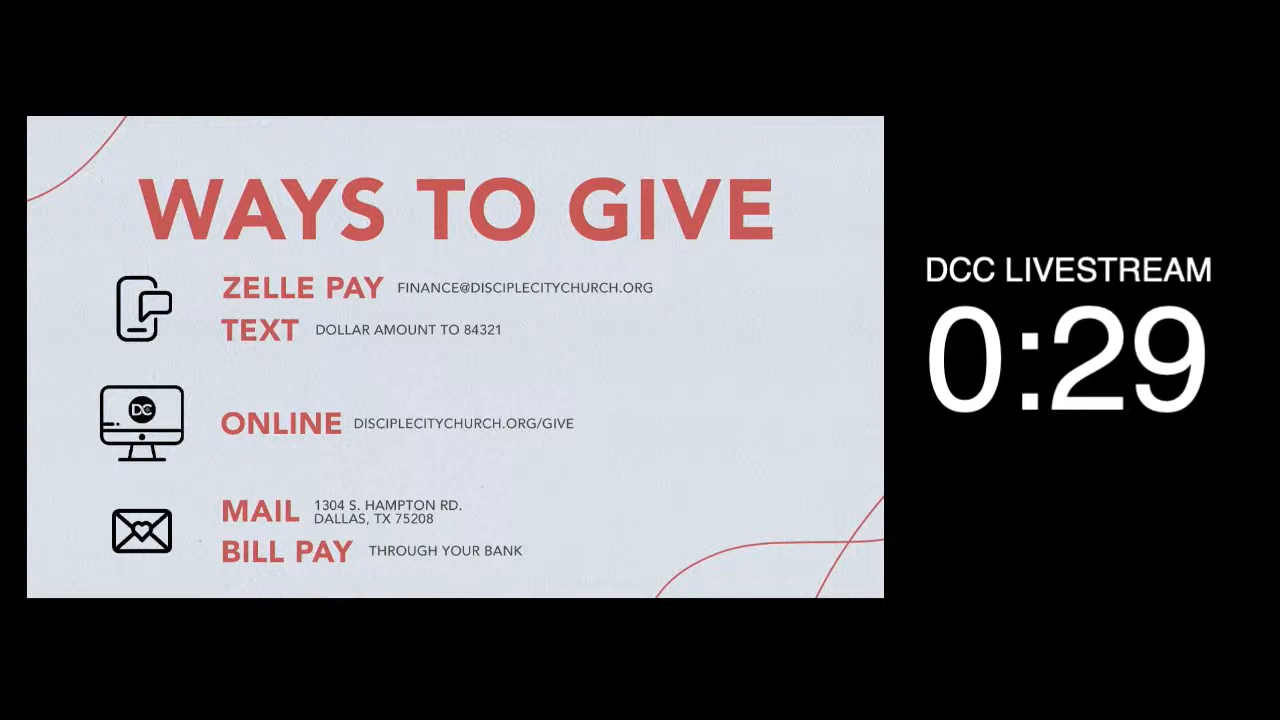 WAYS TO GIVE
ZELLE PAY FINANCE@DISCIPLECITYCHURCH.ORG
TEXT DOLLAR AMOUNT TO 84321
DC
ONLINE DISCIPLECITYCHURCH.ORG/GIVE
MAIL 1304 S. HAMPTON RD.
DALLAS, TX 75208
BILL PAY THROUGH YOUR BANK
DCC LIVESTREAM
0:29